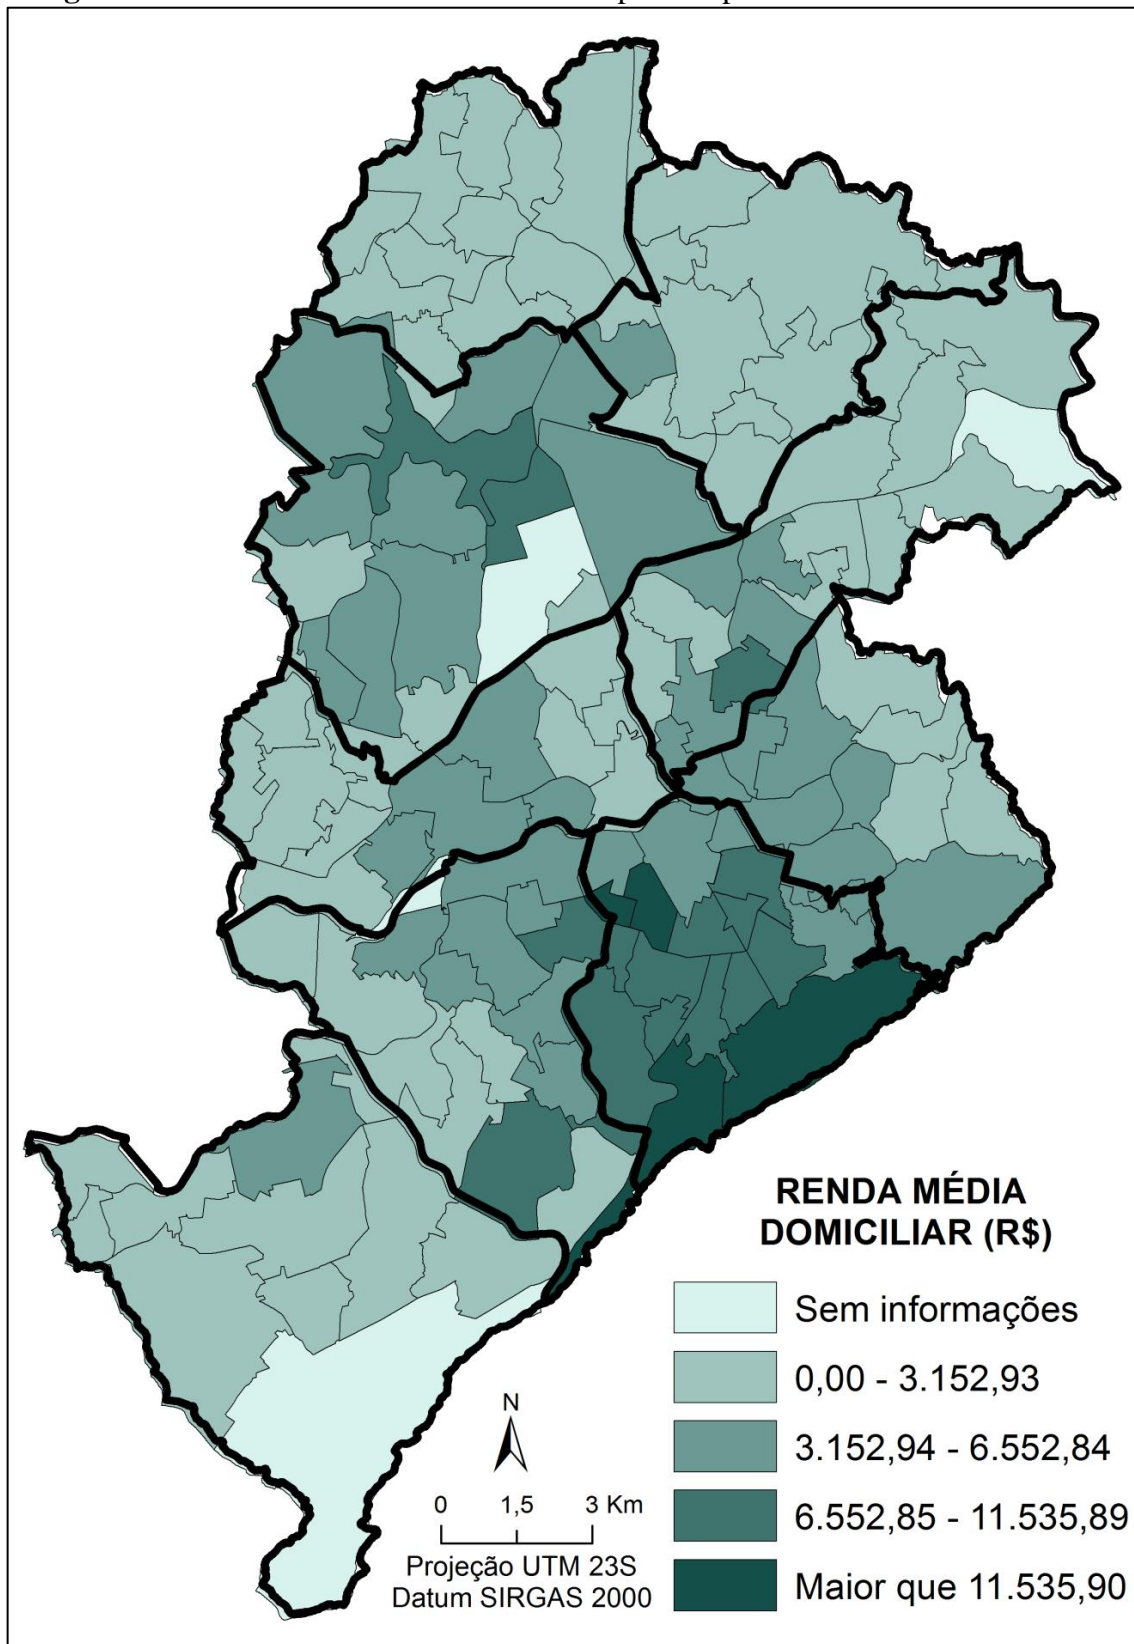 RENDA MÉDIA
DOMICILIAR (R$)
Sem informações
0,00 - 3.152,93
3.152,94 - 6.552,84
6.552,85 - 11.535,89
Maior que 11.535,90
N
0 1,5 3 Km
Projeção UTM 23S
Datum SIRGAS 2000